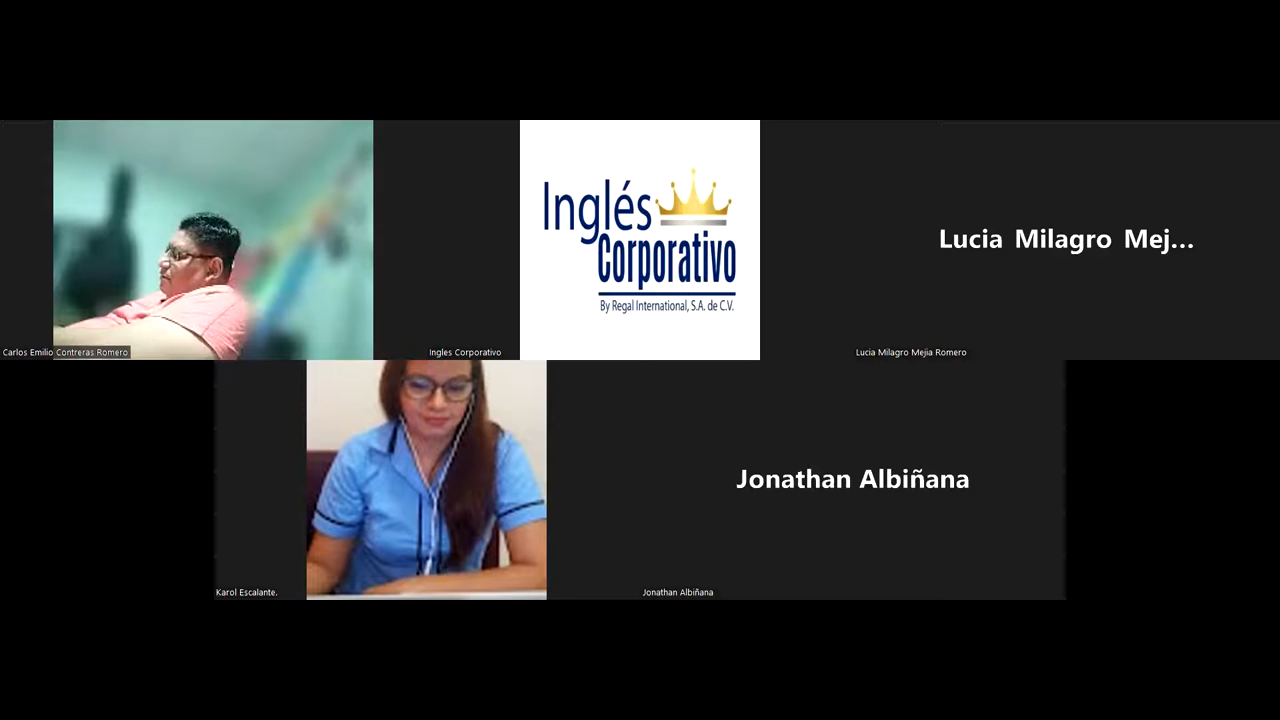 Inglés
Corporativo
By Regal International, S.A. de C.V.
Lucia Milagro Mej...
Carlos Emilio Contreras Romero
Ingles Corporativo
Lucia Milagro Mejia Romero
Jonathan Albiñana
Karol Escalante.
Jonathan Albiñana